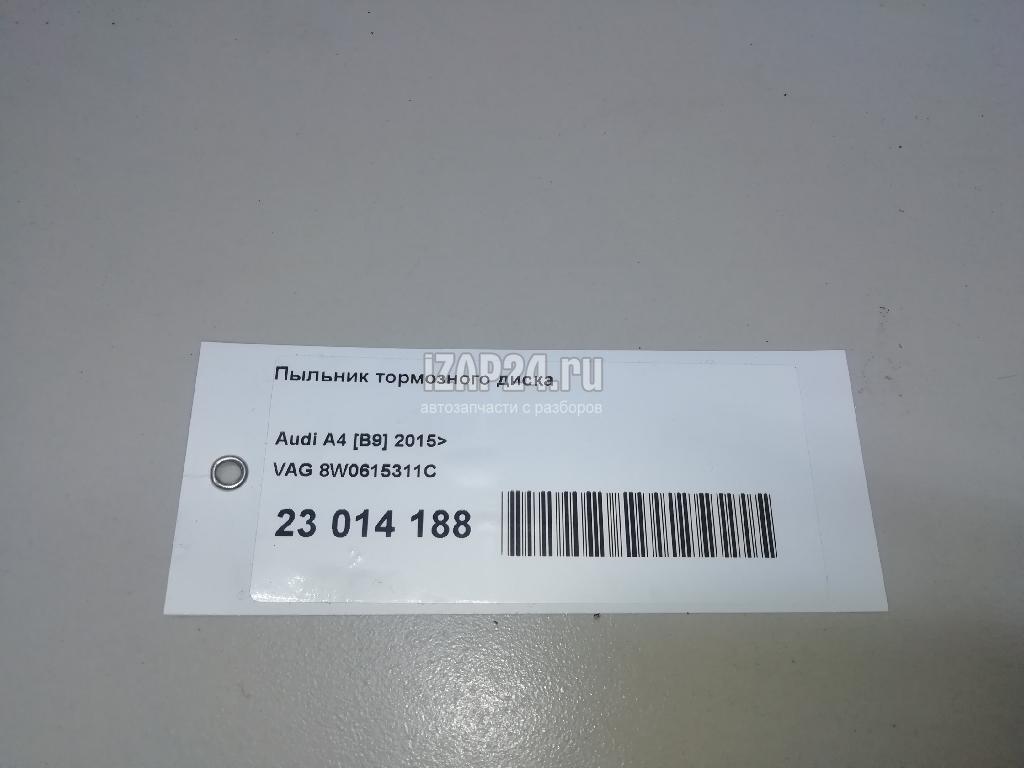 Пыльник тормозного диска
iZAP24.ru
автозапчасти с разборов
Audi A4 [B9] 2015>
VAG 8W0615311C
23 014 188